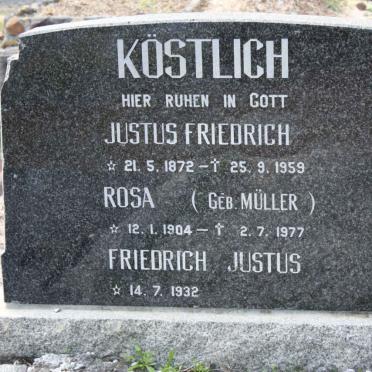 KÖSTLICH
HIER RUHEN IN GOTT
JUSTUS FRIEDRICH
☆ 21. 5. 1872 – ✝ 25. 9. 1959
ROSA ( GEB. MÜLLER )
☆ 12. 1. 1904 – ✝ 2. 7. 1977
FRIEDRICH JUSTUS
☆ 14. 7. 1932